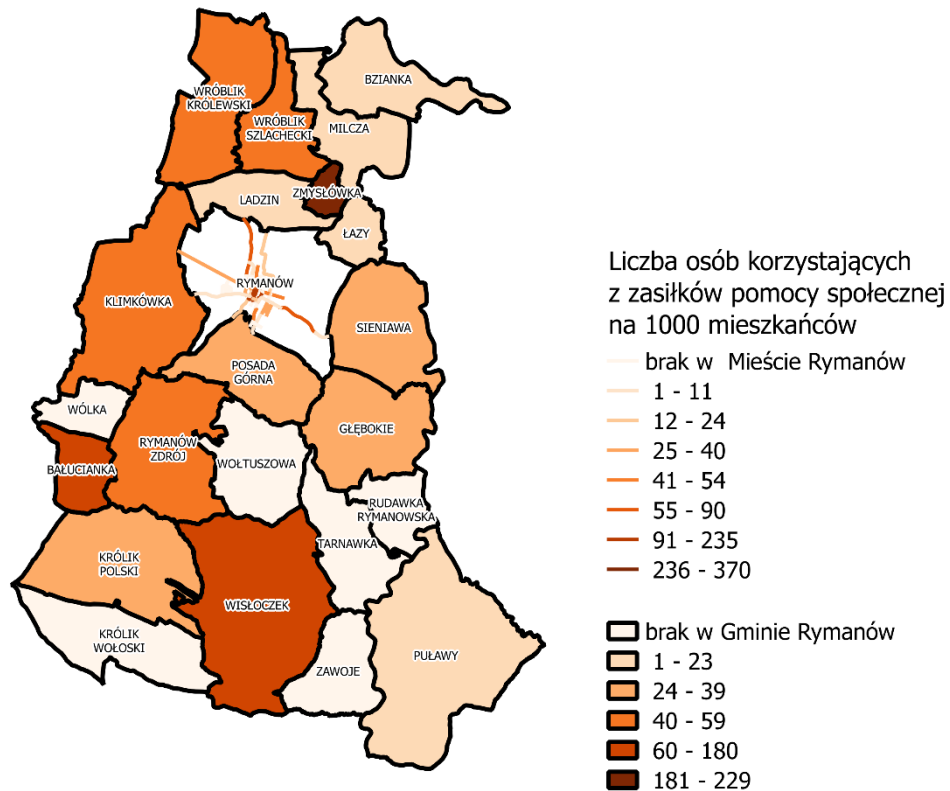 BZIANKA
WRÓBLIK
KRÓLEWSKI
WRÓBLIK
SZLACHECKI
MILCZA
ZMYSŁÓWKA
LADZIN
ŁAZY
RYMANÓW
KLIMKÓWKA
SIENIAWA
POSADA
GÓRNA
WÓLKA
GŁĘBOKIE
RYMANÓW
ZDRÓJ
WOŁTUSZOWA
BAŁUCIANKA
RUDAWKA
RYMANOWSKA
TARNAWKA
KRÓLIK
POLSKI
WISŁOCZEK
KRÓLIK
WOŁOSKI
ZAWOJE
PUŁAWY
Liczba osób korzystających
z zasiłków pomocy społecznej
na 1000 mieszkańców
brak w Mieście Rymanów
1 - 11
12 - 24
25 - 40
41 - 54
55 - 90
91 - 235
236 - 370
brak w Gminie Rymanów
1 - 23
24 - 39
40 - 59
60 - 180
181 - 229